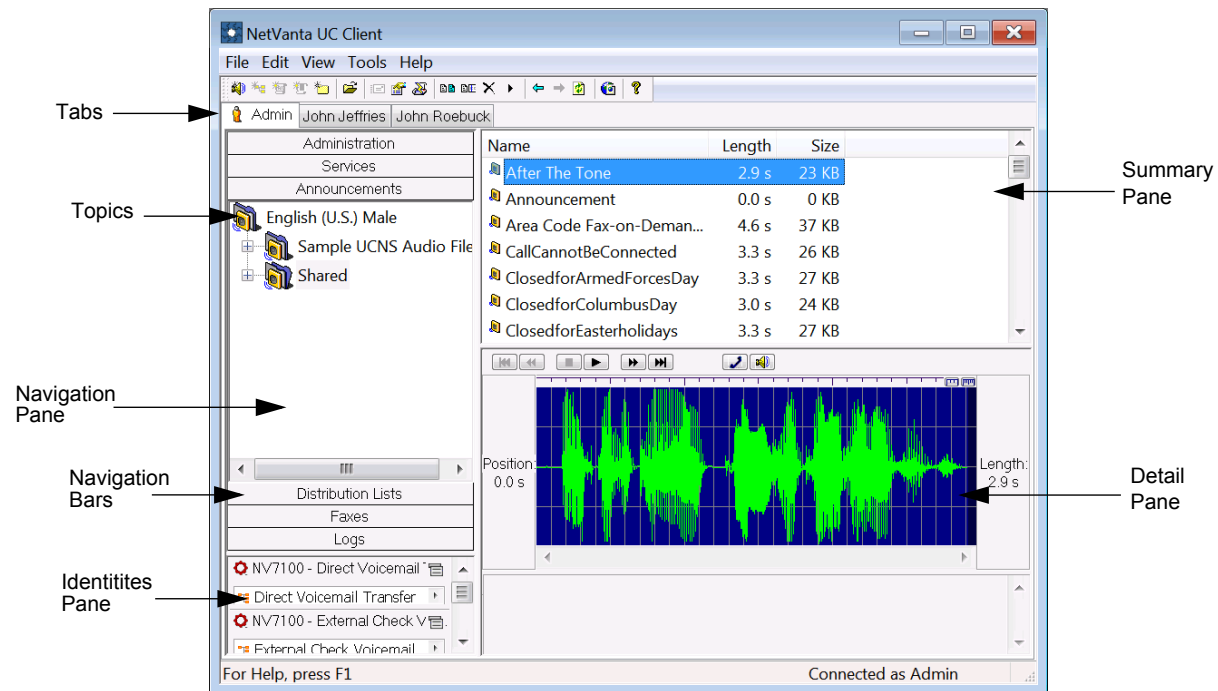 NetVanta UC Client
File Edit View Tools Help
Tabs
Admin John Jeffries John Roebuck
Administration
Services
Announcements
Topics
English (U.S.) Male
Sample UCNS Audio File
Shared
Navigation
Pane
Navigation
Bars
Distribution Lists
Faxes
Logs
Identitites
Pane
NV7100 - Direct Voicemail
Direct Voicemail Transfer
NV7100 - External Check V
External Check Voicemail
Name Length Size
After The Tone 2.9 s 23 KB
Announcement 0.0 s 0 KB
Area Code Fax-on-Deman... 4.6 s 37 KB
CallCannotBeConnected 3.3 s 26 KB
ClosedforArmedForcesDay 3.3 s 27 KB
ClosedforColumbusDay 3.0 s 24 KB
ClosedforEasterholidays 3.3 s 27 KB
Summary
Pane
Position:
0.0 s
Length:
2.9 s
Detail
Pane
For Help, press F1
Connected as Admin